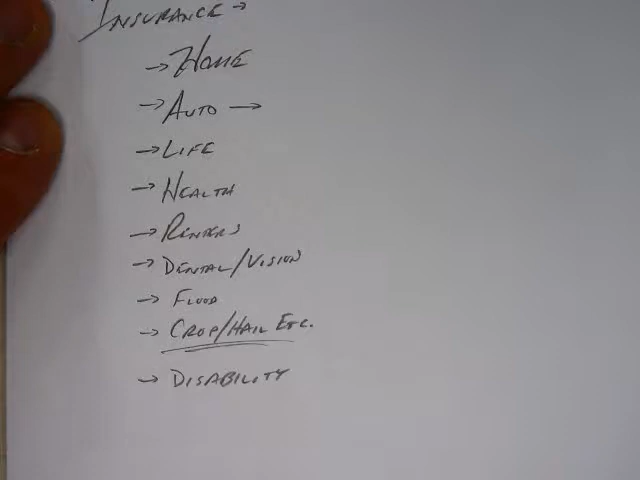 Insurance →
→ Home
→ Auto →
→ Life
→ Health
→ Renters
→ Dental/Vision
→ Flood
→ Crop/Hail Etc.
→ Disability